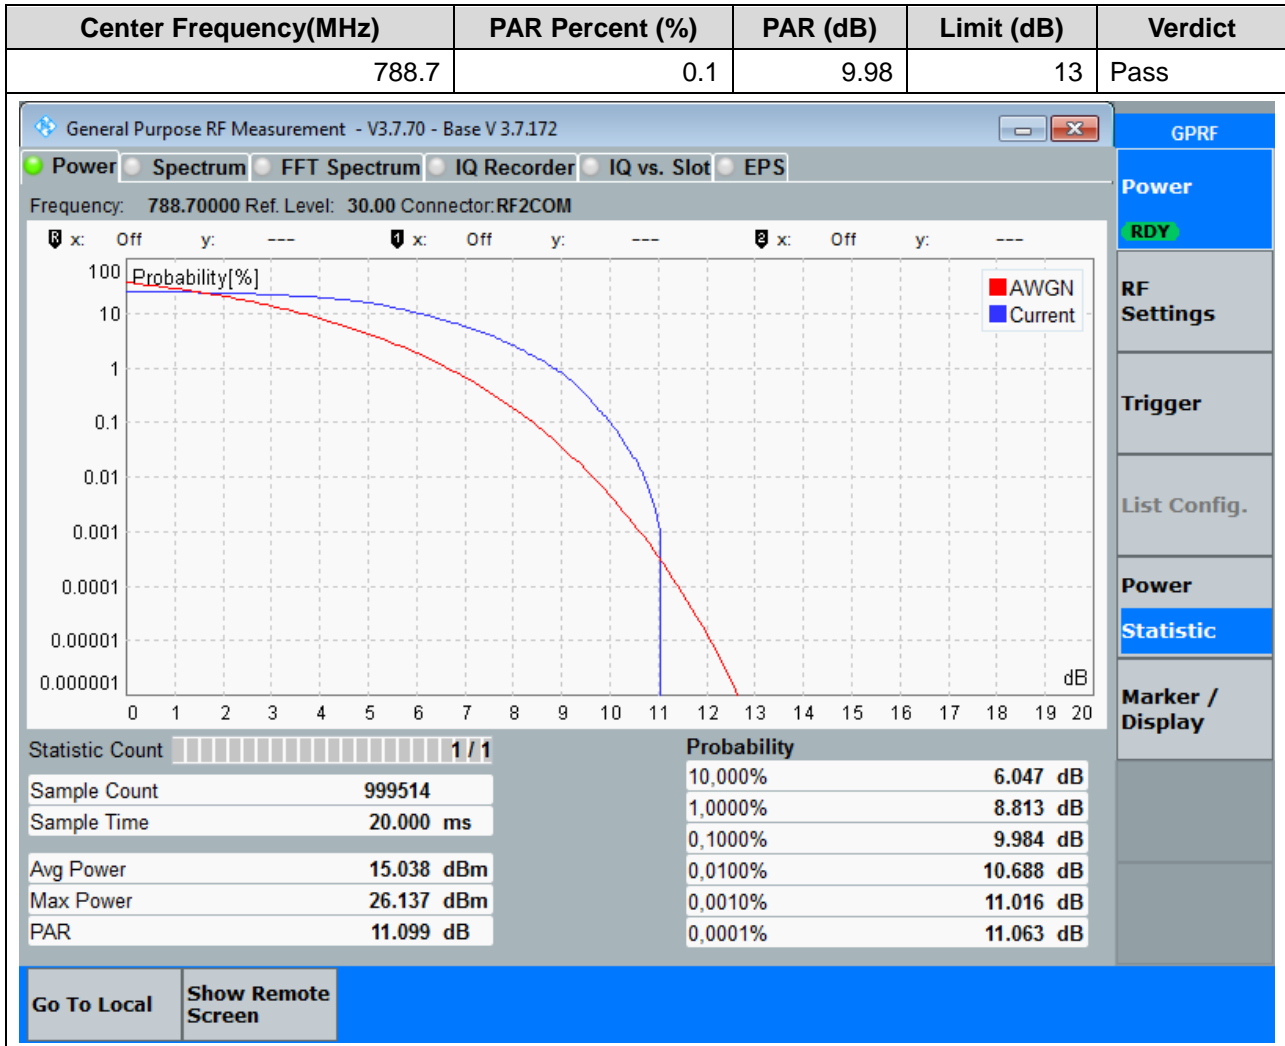 Center Frequency(MHz) PAR Percent (%) PAR (dB) Limit (dB) Verdict
788.7 0.1 9.98 13 Pass
General Purpose RF Measurement - V3.7.70 - Base V 3.7.172
GPRF
Power Spectrum FFT Spectrum IQ Recorder IQ vs. Slot EPS
Frequency: 788.70000 Ref. Level: 30.00 Connector:RF2COM
R x: Off y: --- 1 x: Off y: --- 2 x: Off y: ---
Probability[%]
100
10
1
0.1
0.01
0.001
0.0001
0.00001
0.000001
AWGN
Current
dB
0 1 2 3 4 5 6 7 8 9 10 11 12 13 14 15 16 17 18 19 20
Statistic Count 1 / 1
Sample Count 999514
Sample Time 20.000 ms
Avg Power 15.038 dBm
Max Power 26.137 dBm
PAR 11.099 dB
Probability
10,000% 6.047 dB
1,0000% 8.813 dB
0,1000% 9.984 dB
0,0100% 10.688 dB
0,0010% 11.016 dB
0,0001% 11.063 dB
Power
RDY
RF
Settings
Trigger
List Config.
Power
Statistic
Marker /
Display
Go To Local
Show Remote
Screen